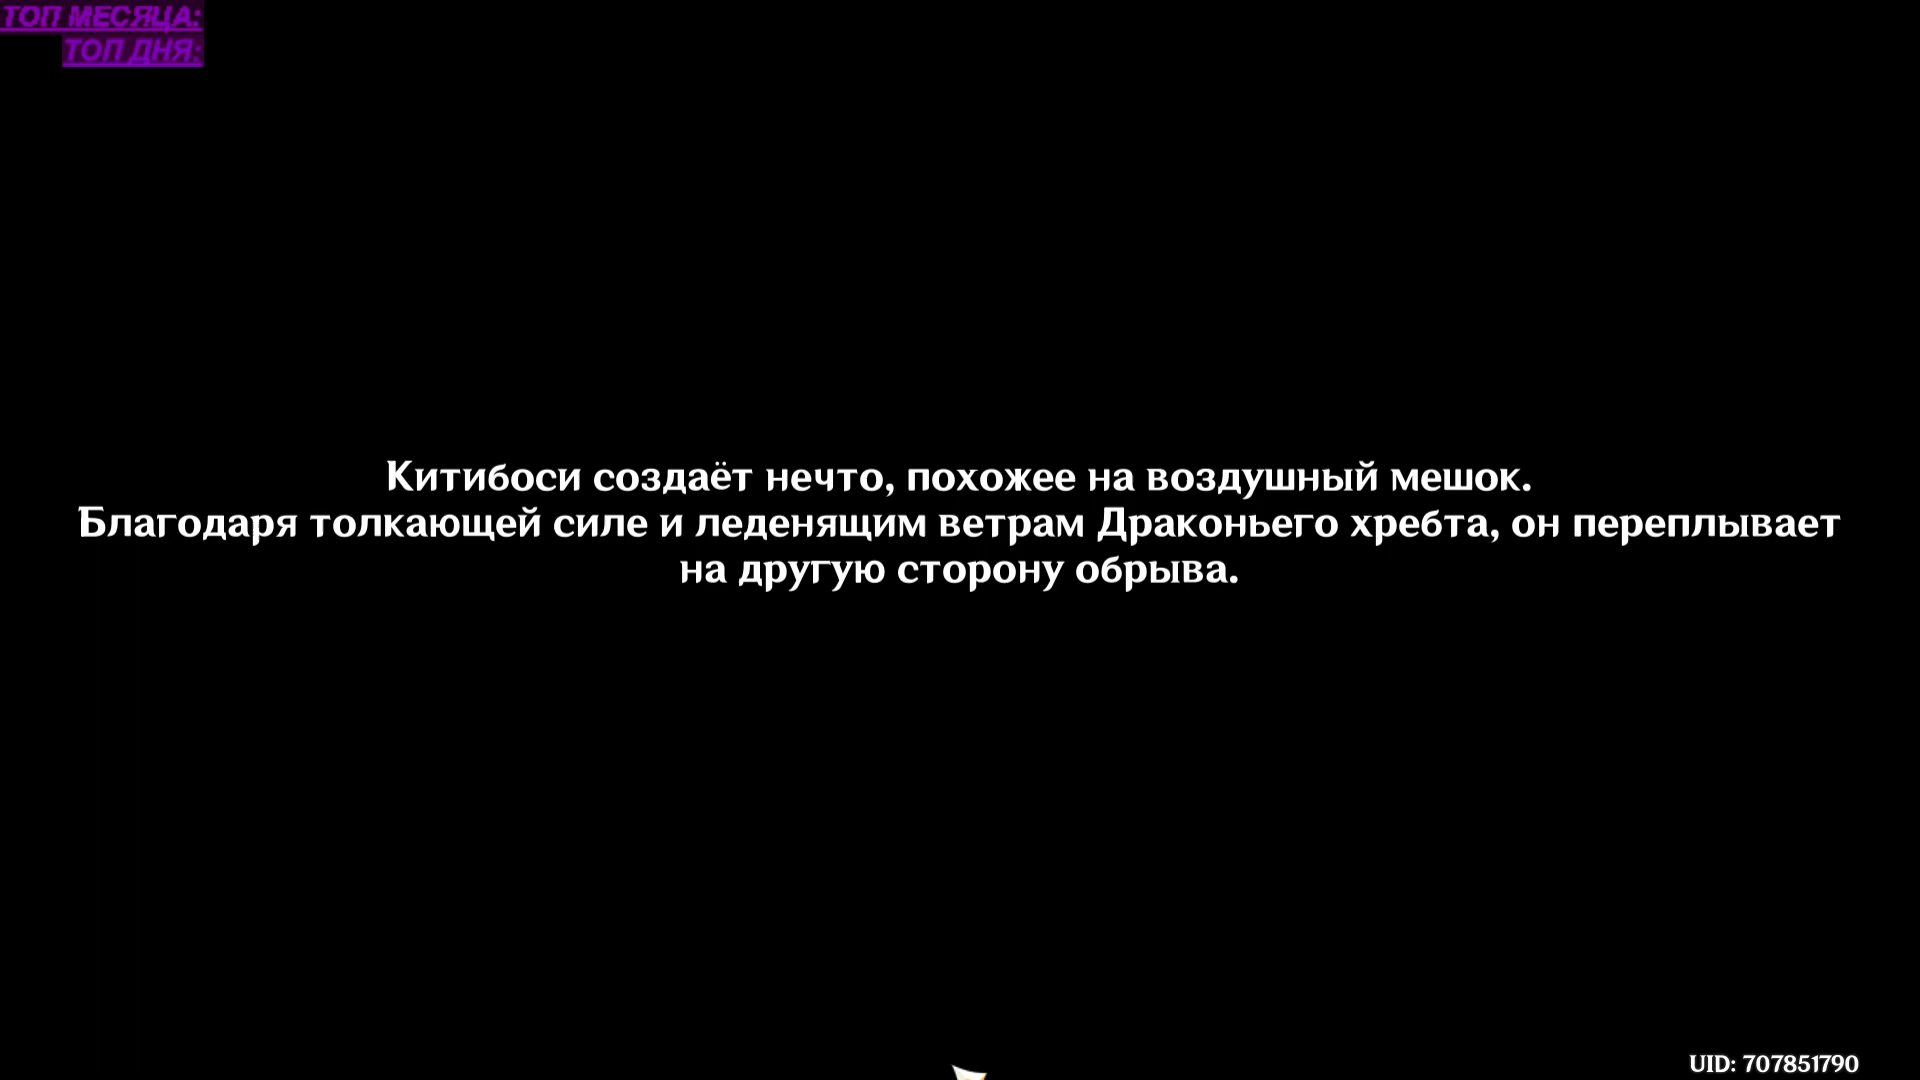 ТОП МЕСЯЦА:
ТОП ДНЯ:
Китибоси создаёт нечто, похожее на воздушный мешок.
Благодаря толкающей силе и леденящим ветрам Драконьего хребта, он переплывает
на другую сторону обрыва.
UID: 707851790